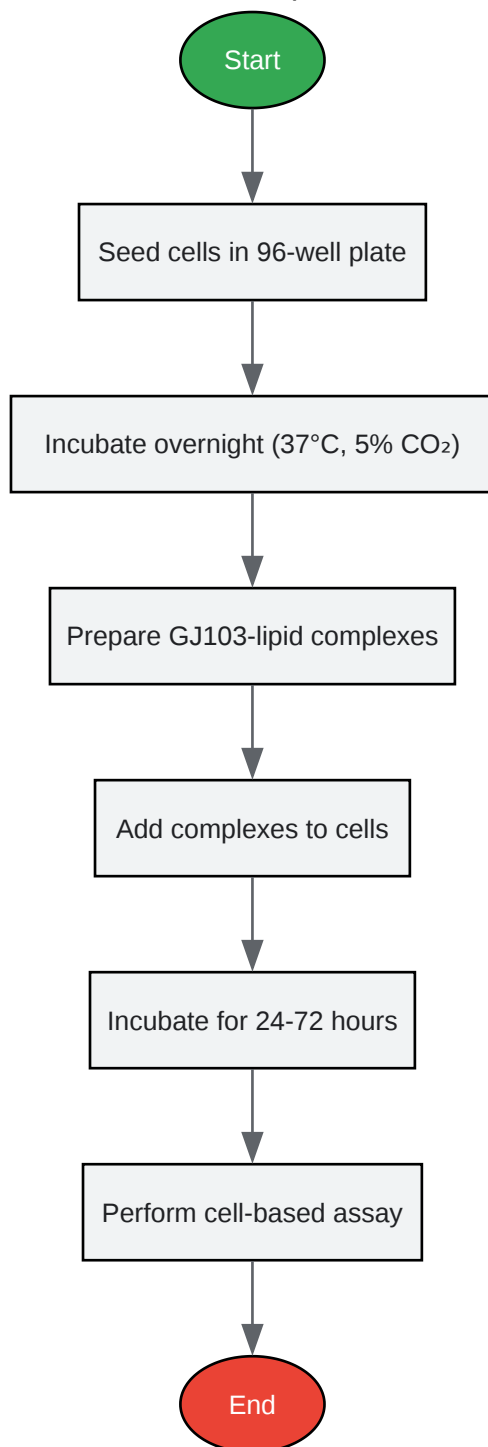 Start
Seed cells in 96-well plate
Incubate overnight (37°C, 5% CO₂)
Prepare GJ103-lipid complexes
Add complexes to cells
Incubate for 24-72 hours
Perform cell-based assay
End